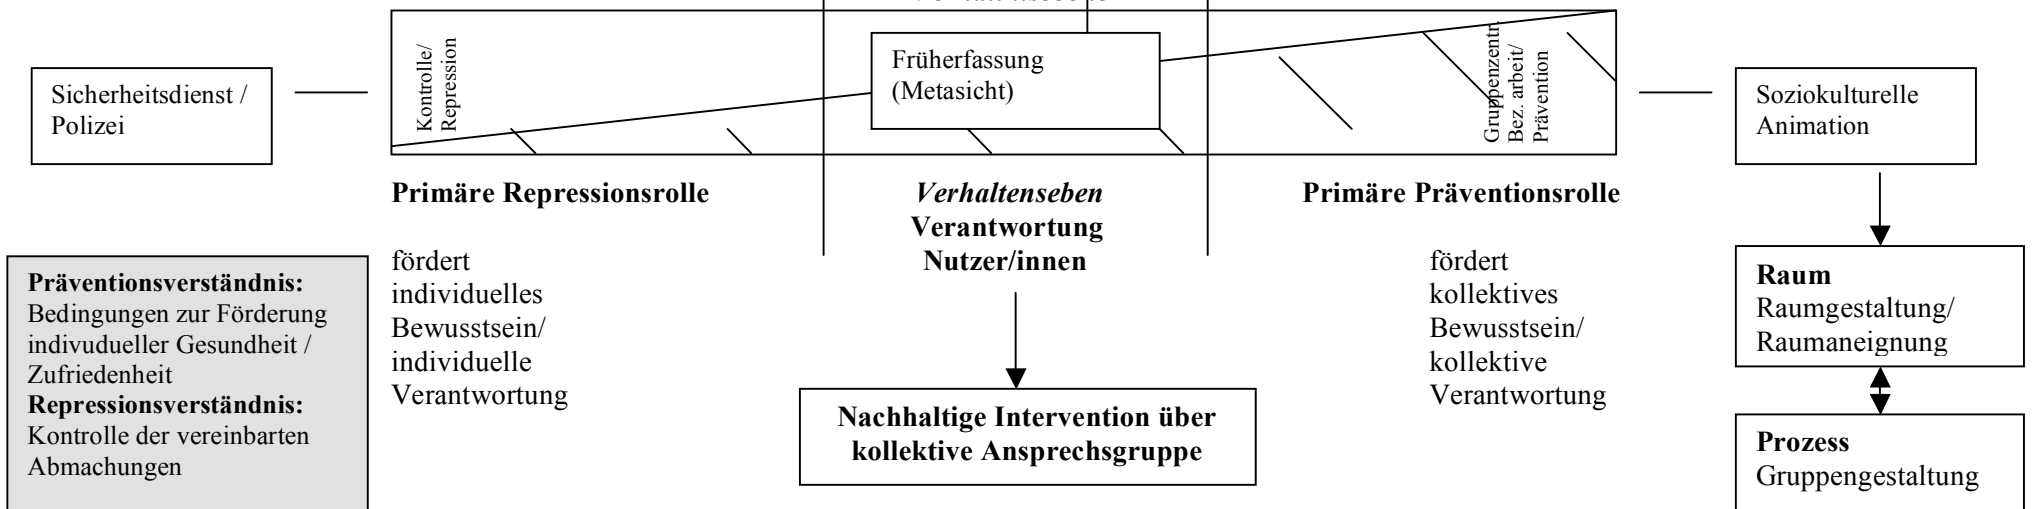 Kontrolle/
Repression
Früherfassung
(Metasicht)
Gruppenzentr.
Bez. arbeit/
Prävention
Sicherheitsdienst /
Polizei
Soziokulturelle
Animation
Primäre Repressionsrolle
Verhaltenseben
Verantwortung
Nutzer/innen
Primäre Präventionsrolle
fördert
individuelles
Bewusstsein/
individuelle
Verantwortung
fördert
kollektives
Bewusstsein/
kollektive
Verantwortung
Präventionsverständnis:
Bedingungen zur Förderung
indivudueller Gesundheit /
Zufriedenheit
Repressionsverständnis:
Kontrolle der vereinbarten
Abmachungen
Nachhaltige Intervention über
kollektive Ansprechsgruppe
Raum
Raumgestaltung/
Raumaneignung
Prozess
Gruppengestaltung